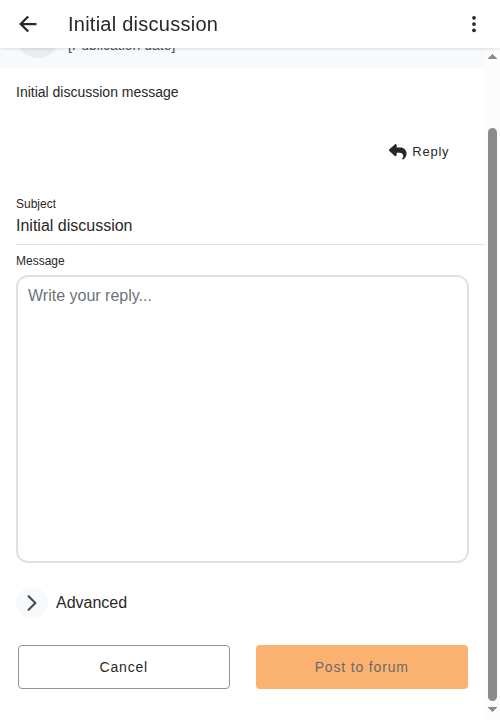 Initial discussion
[Publication date]
Initial discussion message
Reply
Subject
Initial discussion
Message
Write your reply...
Advanced
Cancel
Post to forum